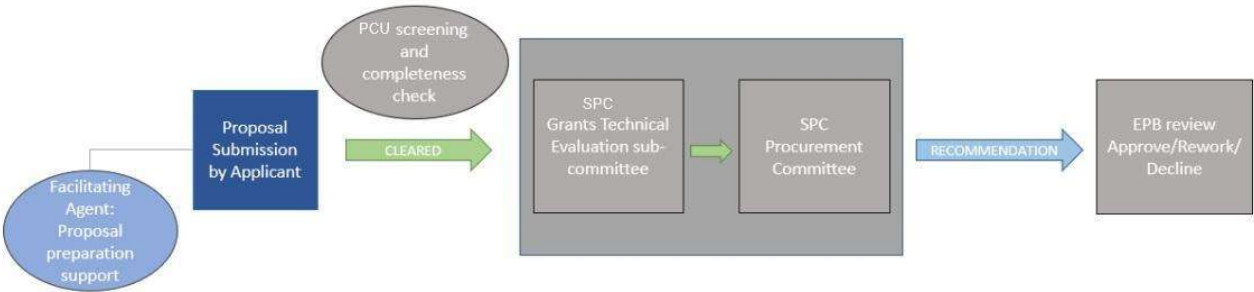 Facilitating
Agent:
Proposal
preparation
support
Proposal
Submission
by Applicant
PCU screening
and
completeness
check
CLEARED
SPC
Grants Technical
Evaluation sub-
committee
SPC
Procurement
Committee
RECOMMENDATION
EPB review
Approve/Rework/
Decline